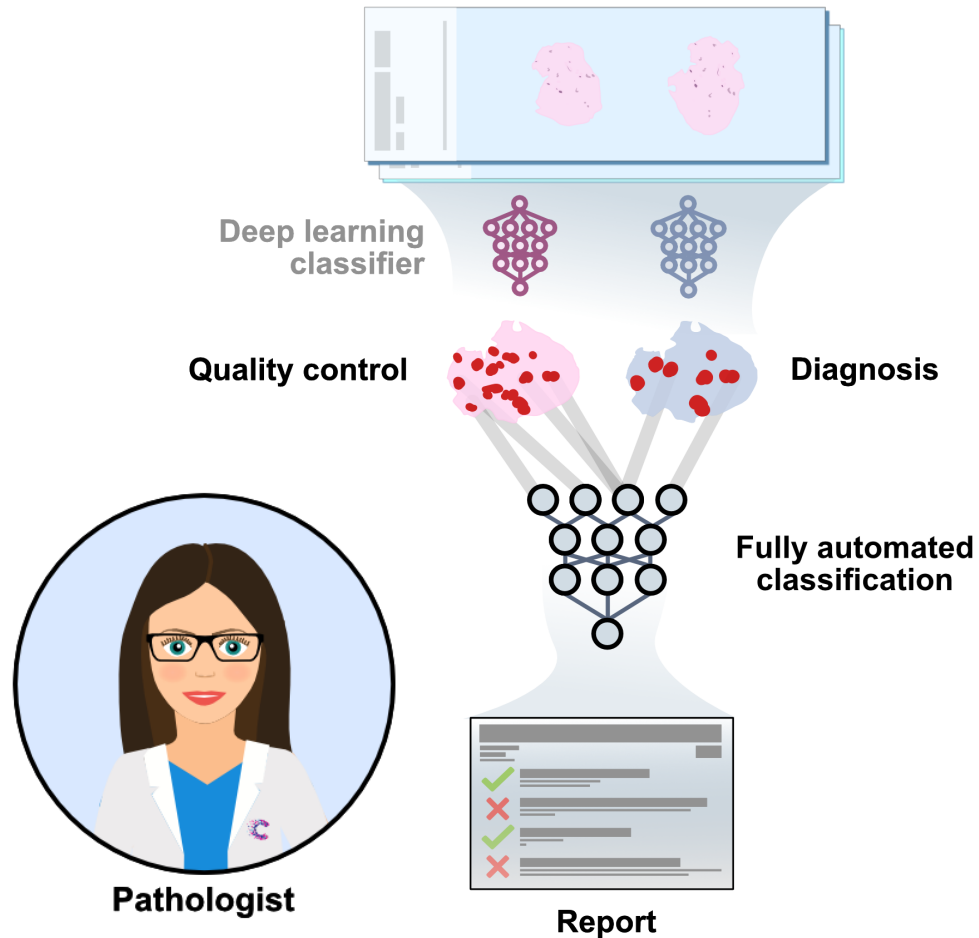 Deep learning
classifier
Quality control
Diagnosis
Fully automated
classification
Pathologist
Report